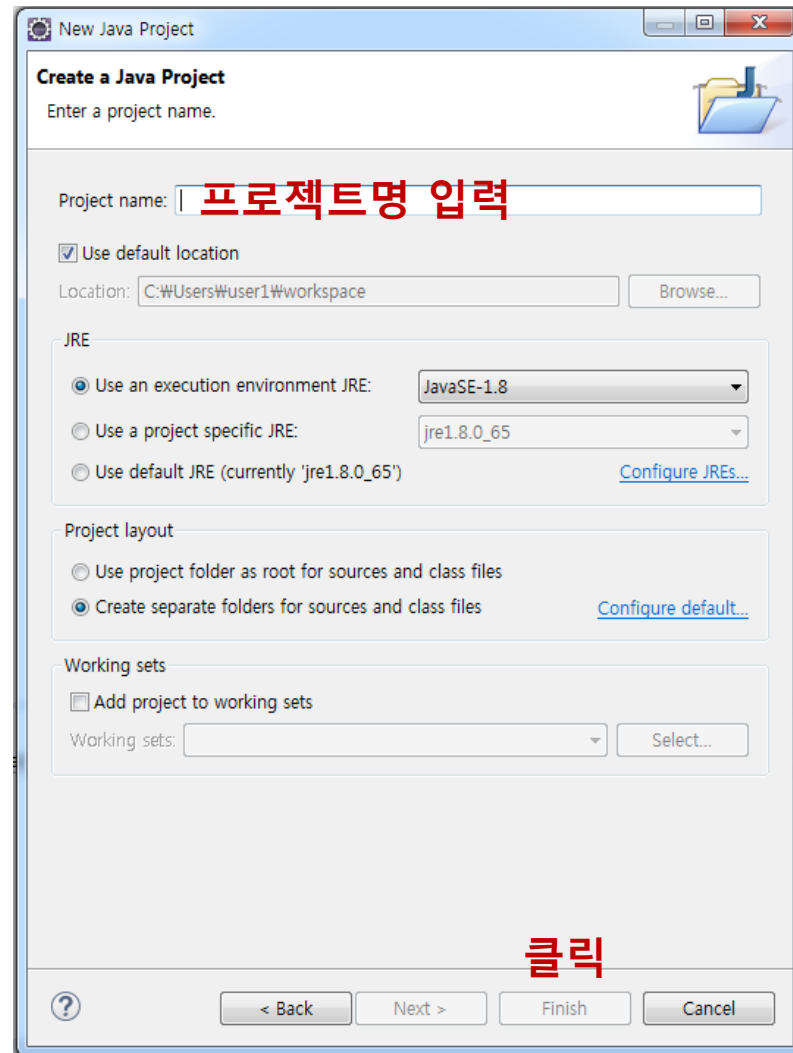 New Java Project
Create a Java Project
Enter a project name.
Project name: 프로젝트명 입력
Use default location
Location: C:₩Users₩user1₩workspace Browse...
JRE
Use an execution environment JRE: JavaSE-1.8
Use a project specific JRE: jre1.8.0_65
Use default JRE (currently 'jre1.8.0_65') Configure JREs...
Project layout
Use project folder as root for sources and class files
Create separate folders for sources and class files Configure default...
Working sets
Add project to working sets
Working sets: Select...
클릭
? < Back Next > Finish Cancel